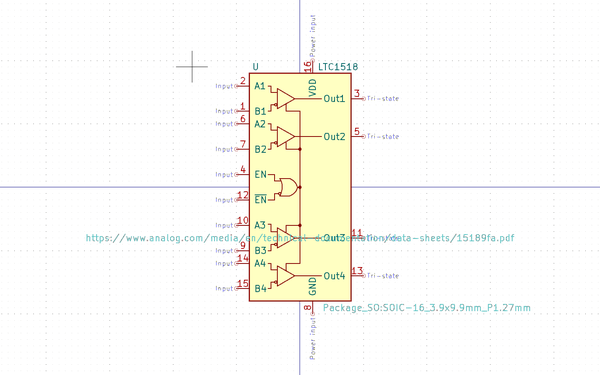 Power input
16
U
LTC1518
VDD
Input 2 A1
Out1 3 Tri-state
Input 1 B1
Input 6 A2
Out2 5 Tri-state
Input 7 B2
Input 4 EN
Input 12 EN
Input 10 A3
https://www.analog.com/media/en/technical-documentation/data-sheets/15189fa.pdf
Out3 11
Input 9 B3
Input 14 A4
Out4 13 Tri-state
Input 15 B4
GND
8
Package_SO:SOIC-16_3.9x9.9mm_P1.27mm
Power input